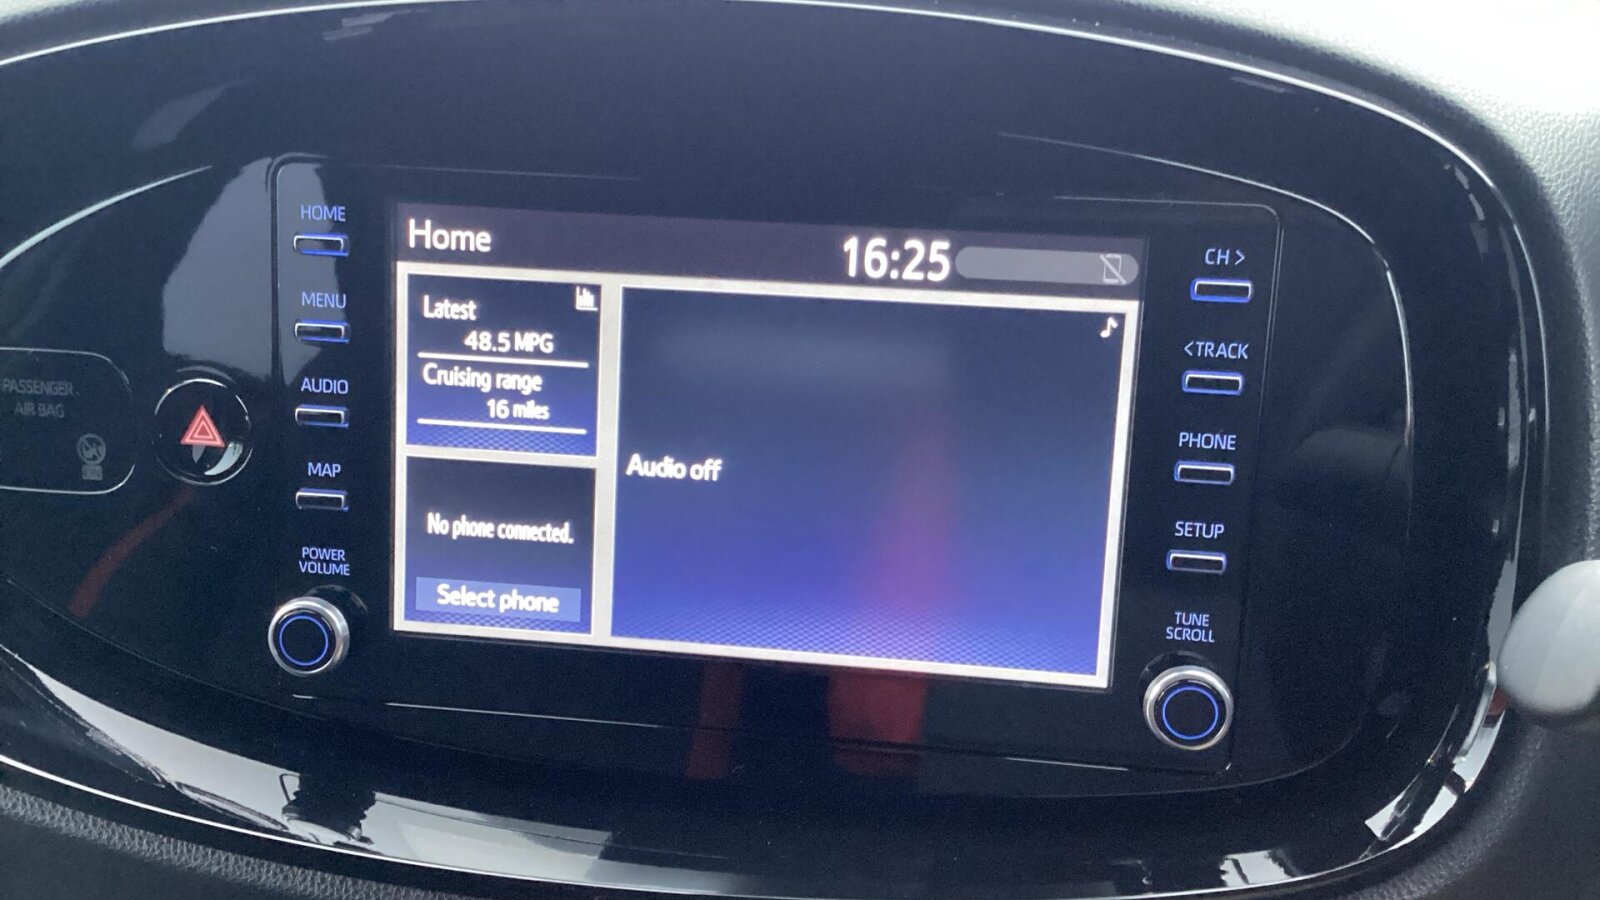 HOME
MENU
AUDIO
MAP
POWER
VOLUME
PASSENGER
AIR BAG
Home
16:25
Latest
48.5 MPG
Cruising range
16 miles
No phone connected.
Select phone
Audio off
CH >
<TRACK
PHONE
SETUP
TUNE
SCROLL